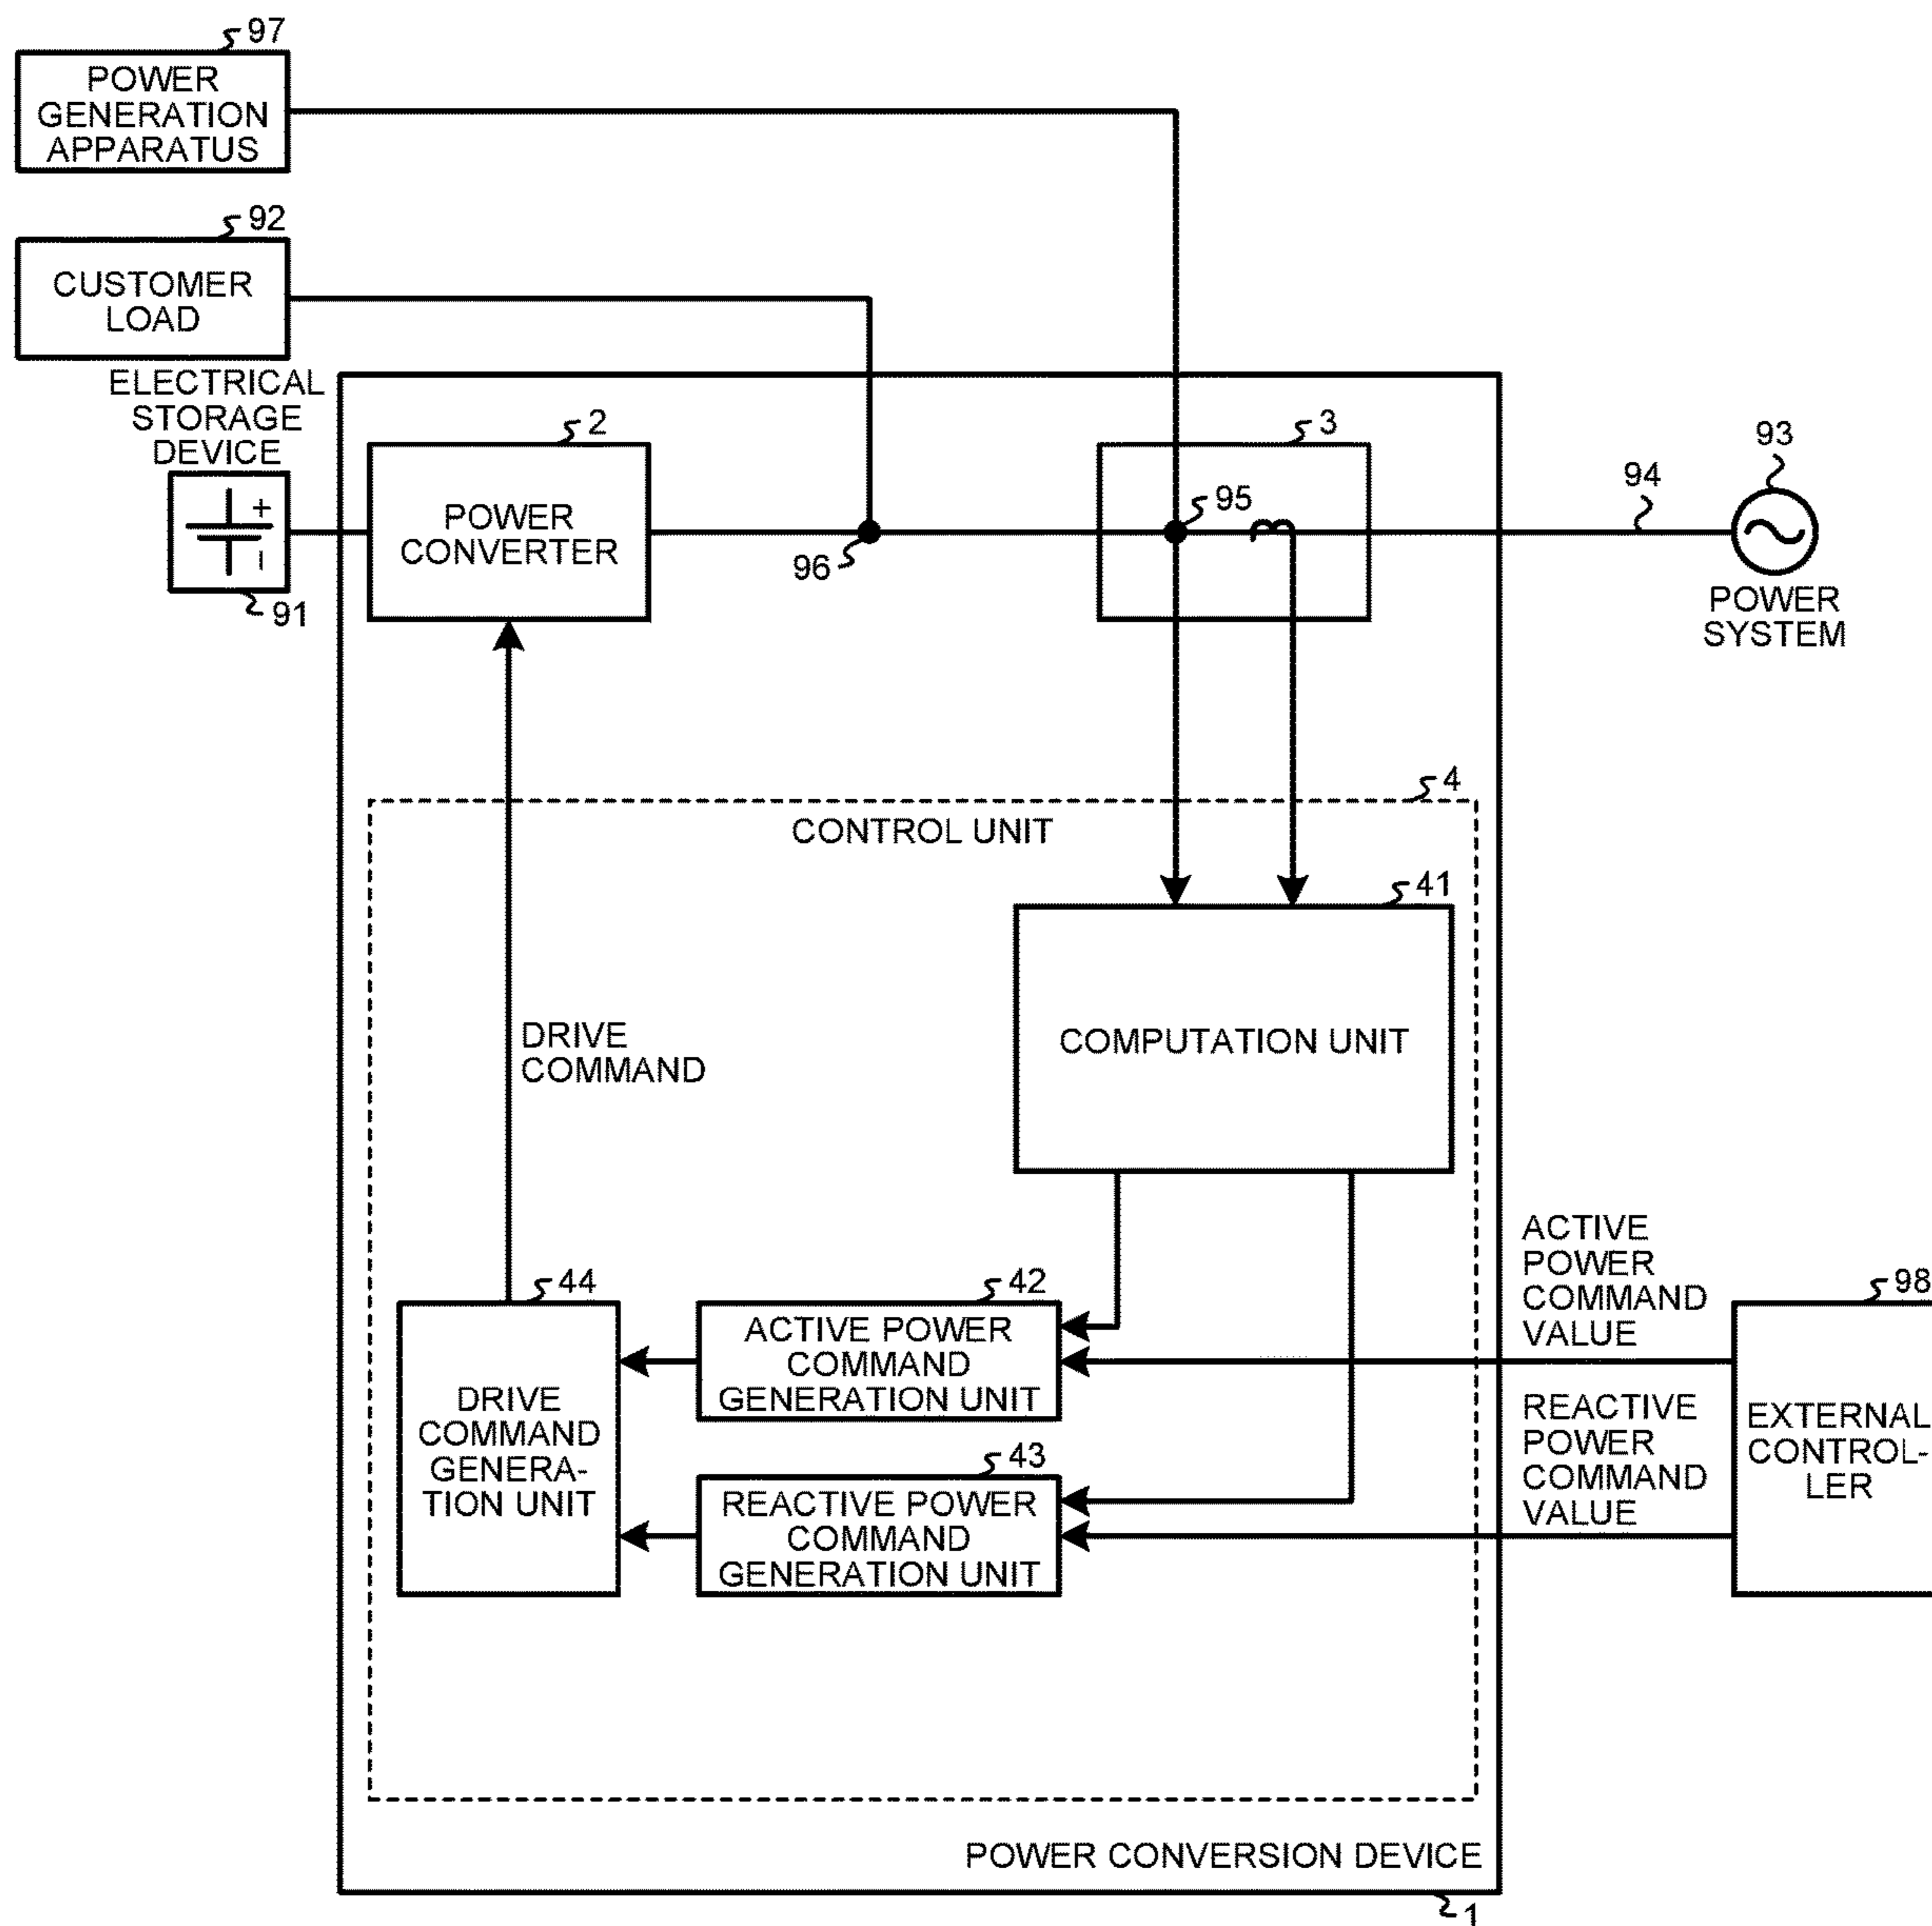 97
POWER
GENERATION
APPARATUS
92
CUSTOMER
LOAD
ELECTRICAL
STORAGE
DEVICE
+
−
91
2
POWER
CONVERTER
96
3
95
94
93
POWER
SYSTEM
4
CONTROL UNIT
41
COMPUTATION UNIT
DRIVE
COMMAND
44
DRIVE
COMMAND
GENERA-
TION UNIT
42
ACTIVE POWER
COMMAND
GENERATION UNIT
43
REACTIVE POWER
COMMAND
GENERATION UNIT
ACTIVE
POWER
COMMAND
VALUE
REACTIVE
POWER
COMMAND
VALUE
98
EXTERNAL
CONTROL-
LER
POWER CONVERSION DEVICE
1